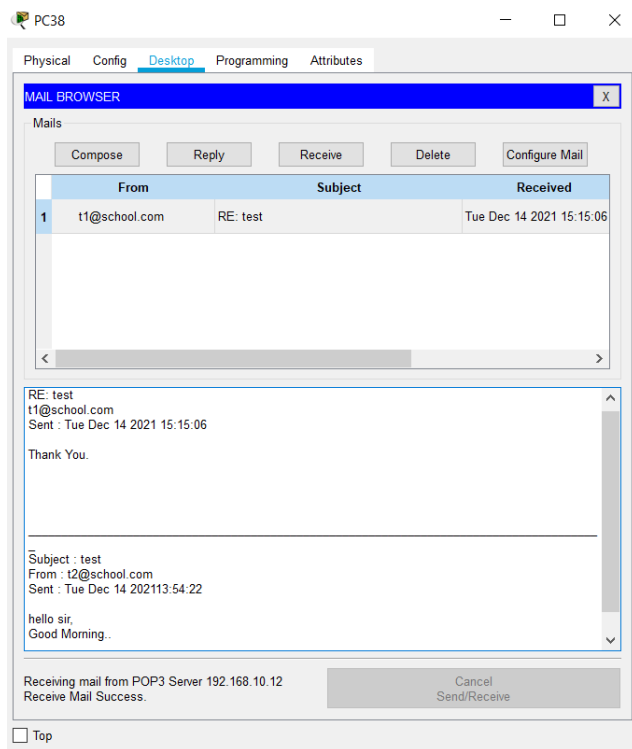 PC38
Physical Config Desktop Programming Attributes
MAIL BROWSER X
Mails
Compose Reply Receive Delete Configure Mail
From Subject Received
1 t1@school.com RE: test Tue Dec 14 2021 15:15:06
RE: test
t1@school.com
Sent : Tue Dec 14 2021 15:15:06
Thank You.
Subject : test
From : t2@school.com
Sent : Tue Dec 14 202113:54:22
hello sir,
Good Morning..
Receiving mail from POP3 Server 192.168.10.12
Receive Mail Success.
Cancel
Send/Receive
Top